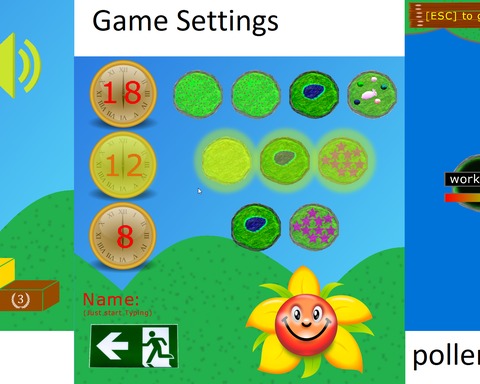 Game Settings
[ESC] to g
18
12
work
8
(3)
Name:
(Just start Typing)
poller